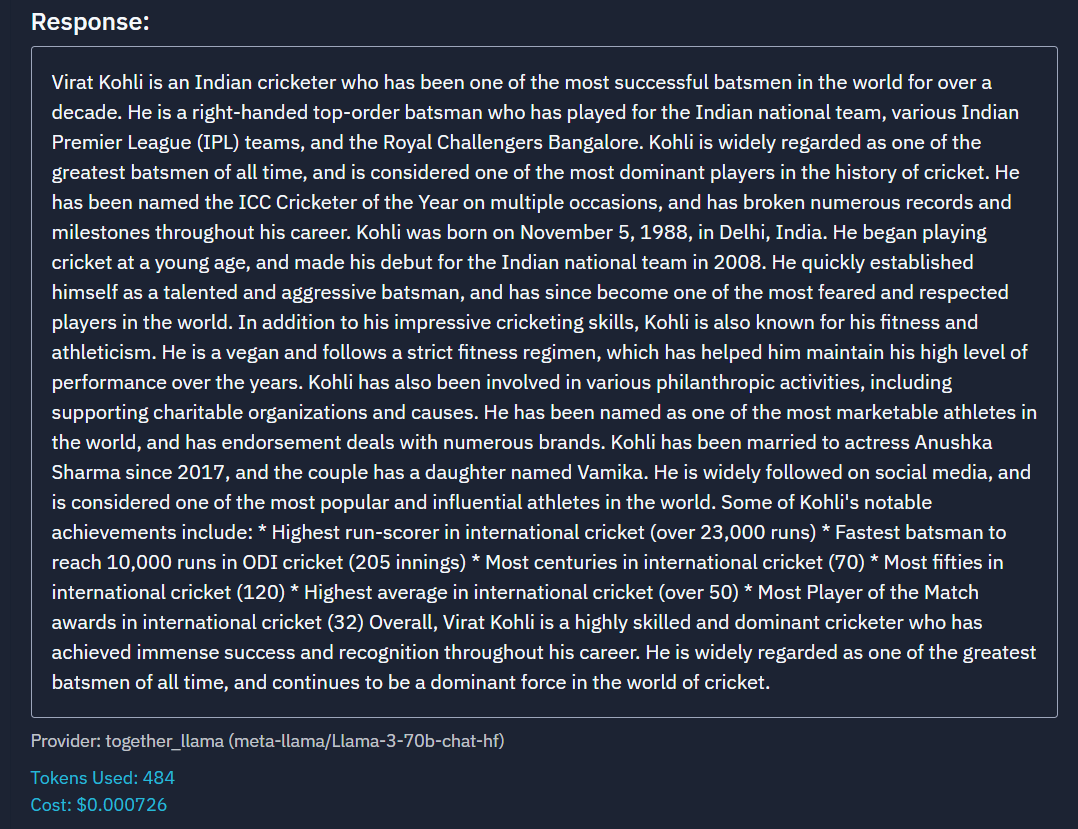 Response:
Virat Kohli is an Indian cricketer who has been one of the most successful batsmen in the world for over a
decade. He is a right-handed top-order batsman who has played for the Indian national team, various Indian
Premier League (IPL) teams, and the Royal Challengers Bangalore. Kohli is widely regarded as one of the
greatest batsmen of all time, and is considered one of the most dominant players in the history of cricket. He
has been named the ICC Cricketer of the Year on multiple occasions, and has broken numerous records and
milestones throughout his career. Kohli was born on November 5, 1988, in Delhi, India. He began playing
cricket at a young age, and made his debut for the Indian national team in 2008. He quickly established
himself as a talented and aggressive batsman, and has since become one of the most feared and respected
players in the world. In addition to his impressive cricketing skills, Kohli is also known for his fitness and
athleticism. He is a vegan and follows a strict fitness regimen, which has helped him maintain his high level of
performance over the years. Kohli has also been involved in various philanthropic activities, including
supporting charitable organizations and causes. He has been named as one of the most marketable athletes in
the world, and has endorsement deals with numerous brands. Kohli has been married to actress Anushka
Sharma since 2017, and the couple has a daughter named Vamika. He is widely followed on social media, and
is considered one of the most popular and influential athletes in the world. Some of Kohli's notable
achievements include: * Highest run-scorer in international cricket (over 23,000 runs) * Fastest batsman to
reach 10,000 runs in ODI cricket (205 innings) * Most centuries in international cricket (70) * Most fifties in
international cricket (120) * Highest average in international cricket (over 50) * Most Player of the Match
awards in international cricket (32) Overall, Virat Kohli is a highly skilled and dominant cricketer who has
achieved immense success and recognition throughout his career. He is widely regarded as one of the greatest
batsmen of all time, and continues to be a dominant force in the world of cricket.
Provider: together_llama (meta-llama/Llama-3-70b-chat-hf)
Tokens Used: 484
Cost: $0.000726